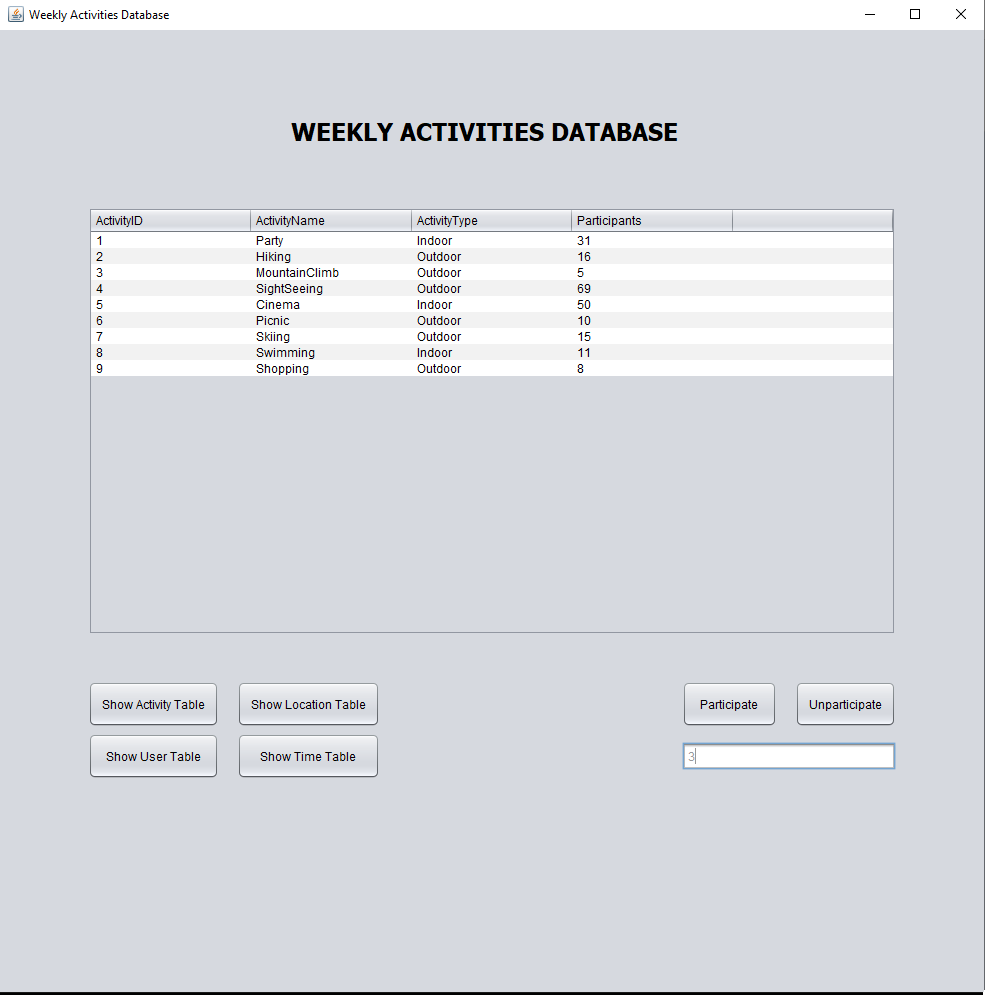 Weekly Activities Database
WEEKLY ACTIVITIES DATABASE
ActivityID ActivityName ActivityType Participants
1 Party Indoor 31
2 Hiking Outdoor 16
3 MountainClimb Outdoor 5
4 SightSeeing Outdoor 69
5 Cinema Indoor 50
6 Picnic Outdoor 10
7 Skiing Outdoor 15
8 Swimming Indoor 11
9 Shopping Outdoor 8
Show Activity Table Show Location Table Participate Unparticipate
Show User Table Show Time Table 3